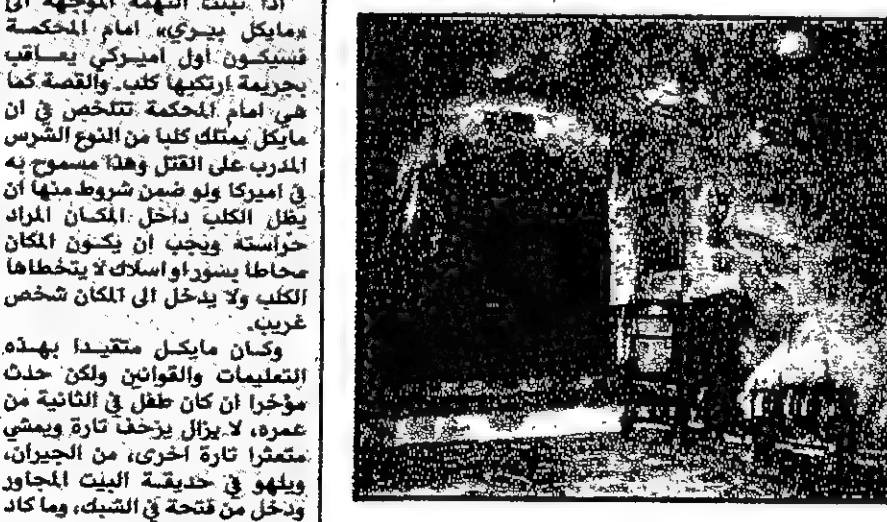 اذا ثبتت التهمة الموجهة الى
«مايكل بيري» امام المحكمة
فسيكون أول اميركي يعاقب
بجريمة ارتكبها كلب. والقصة كما
هي امام المحكمة تتلخص في ان
مايكل يمتلك كلبا من النوع الشرس
المدرب على القتل وهذا مسموح به
في اميركا ولو ضمن شروط منها ان
يظل الكلب داخل المكان المراد
حراسته ويجب ان يكون المكان
محاطا بسور او اسلاك لا يتخطاها
الكلب ولا يدخل الى المكان شخص
غريب.
وكان مايكل متقيدا بهذه
التعليمات والقوانين ولكن حدث
مؤخرا ان كان طفل في الثانية من
عمره، لا يزال يزحف تارة ويمشي
متعثرا تارة اخرى، من الجيران،
ويلهو في حديقة البيت المجاور
ودخل من فتحة في الشبك، وما كاد